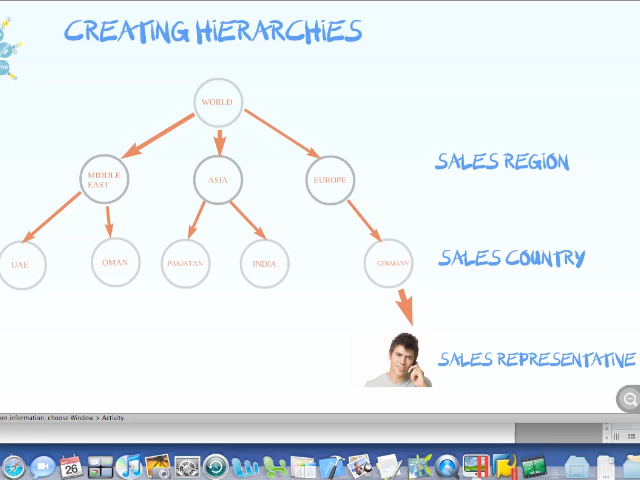 CREATING HIERARCHIES
WORLD
MIDDLE
EAST
ASIA
EUROPE
SALES REGION
UAE
OMAN
PAKISTAN
INDIA
GERMANY
SALES COUNTRY
SALES REPRESENTATIVE
ore information, choose Window > Activity.
26